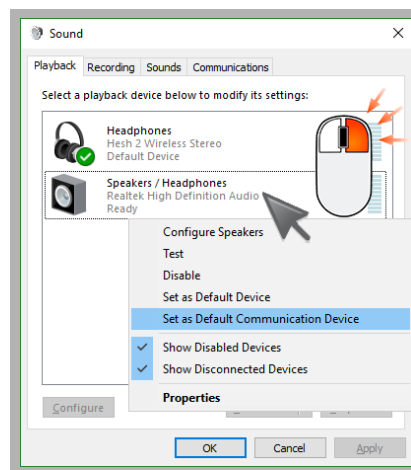 Sound
Playback Recording Sounds Communications
Select a playback device below to modify its settings:
Headphones
Hesh 2 Wireless Stereo
Default Device
Speakers / Headphones
Realtek High Definition Audio
Ready
Configure Speakers
Test
Disable
Set as Default Device
Set as Default Communication Device
Show Disabled Devices
Show Disconnected Devices
Properties
Configure
OK Cancel Apply